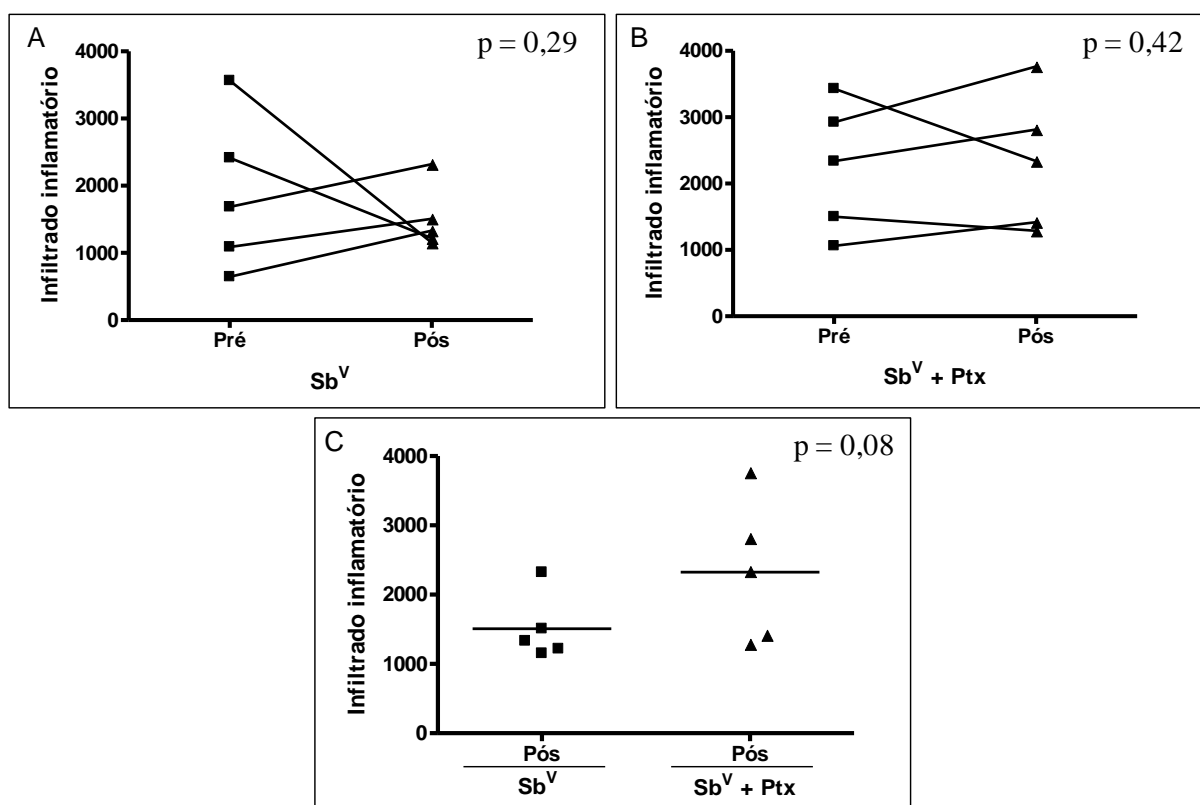 A
p = 0,29
4000
3000
2000
1000
0
Infiltrado inflamatório
Pré
Pós
Sb^V
B
p = 0,42
4000
3000
2000
1000
0
Infiltrado inflamatório
Pré
Pós
Sb^V + Ptx
C
p = 0,08
4000
3000
2000
1000
0
Infiltrado inflamatório
Pós
Sb^V
Pós
Sb^V + Ptx